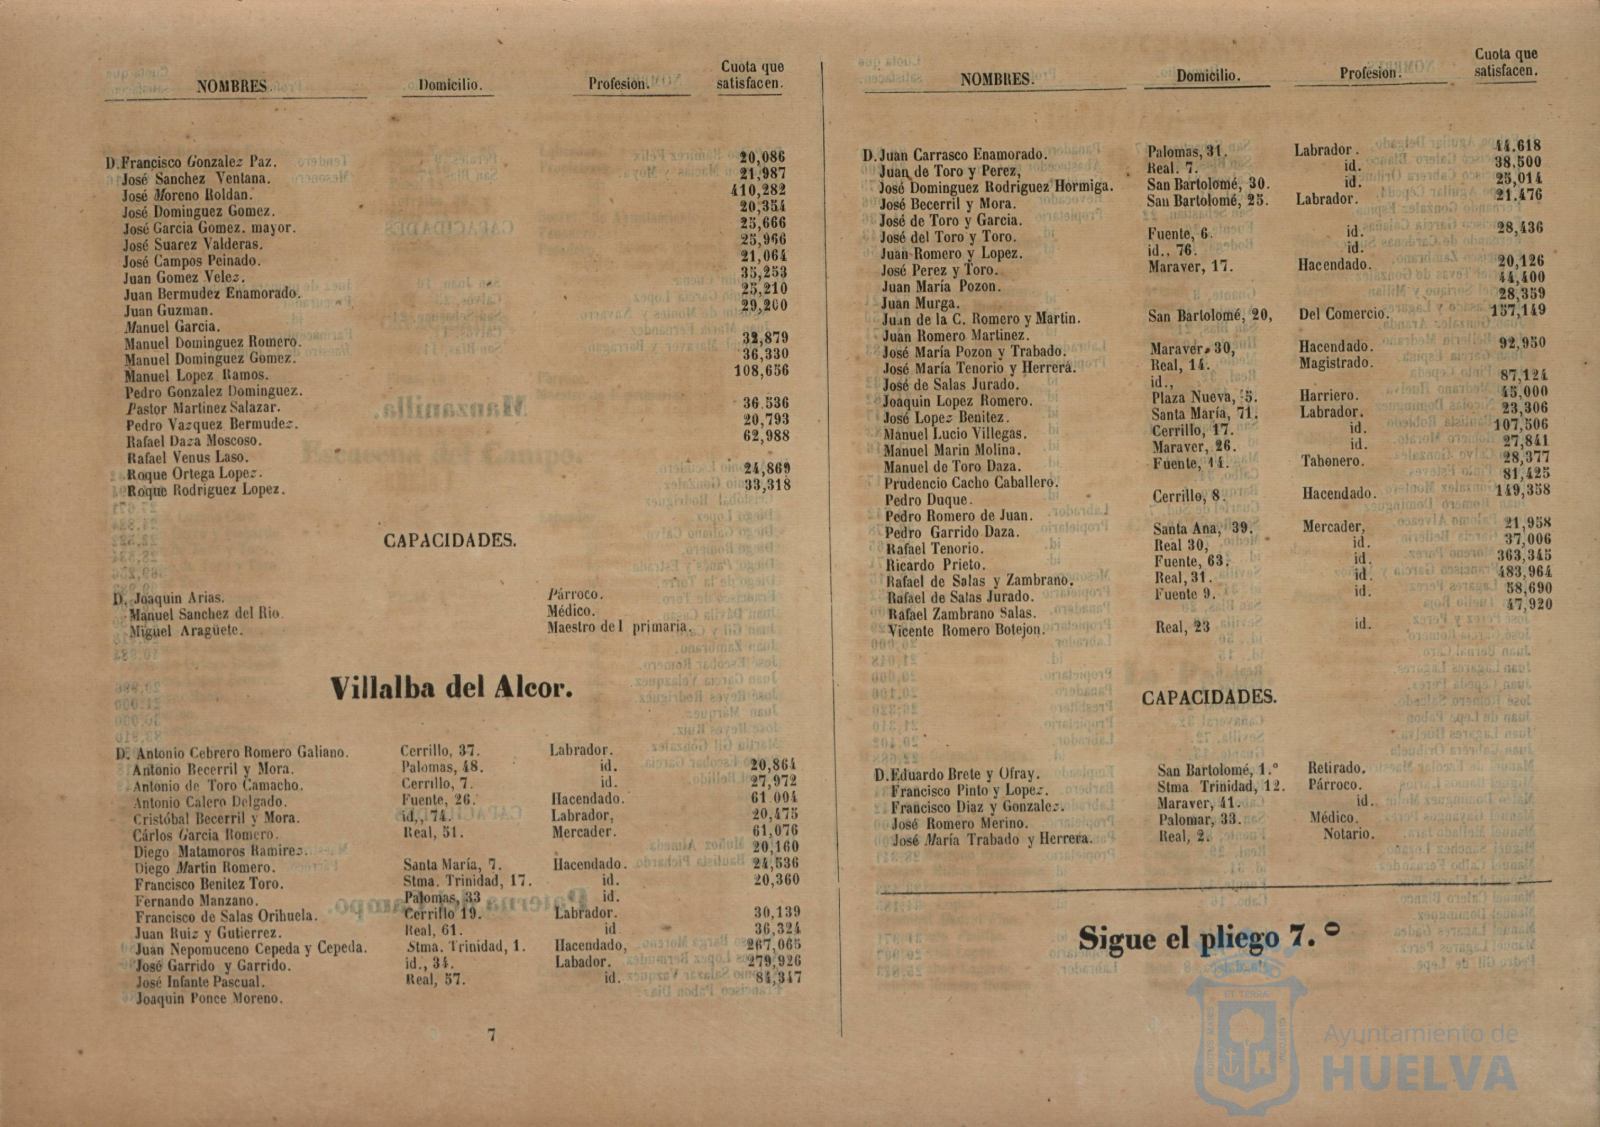 NOMBRES. Domicilio. Profesion. Cuota que satisfacen.
D. Francisco Gonzalez Paz. 20,086
José Sanchez Ventana. 21,987
José Moreno Roldan. 410,282
José Dominguez Gomez. 20,354
José Garcia Gomez. mayor. 25,666
José Suarez Valderas. 25,966
José Campos Peinado. 21,064
Juan Gomez Velez. 35,253
Juan Bermudez Enamorado. 25,210
Juan Guzman. 29,260
Manuel Garcia.
Manuel Dominguez Romero. 32,879
Manuel Dominguez Gomez. 36,330
Manuel Lopez Ramos. 108,656
Pedro Gonzalez Dominguez.
Pastor Martinez Salazar. 36.536
Pedro Vazquez Bermudez. 20,793
Rafael Daza Moscoso. 62,988
Rafael Venus Laso.
Roque Ortega Lopez. 24,869
Roque Rodriguez Lopez. 33,318
CAPACIDADES.
D. Joaquin Arias. Párroco.
Manuel Sanchez del Rio. Médico.
Miguel Aragüete. Maestro de l primaria.
Villalba del Alcor.
D. Antonio Cebrero Romero Galiano. Cerrillo, 37. Labrador.
Antonio Becerril y Mora. Palomas, 48. id. 20,864
Antonio de Toro Camacho. Cerrillo, 7. id. 27,972
Antonio Calero Delgado. Fuente, 26. Hacendado. 61.004
Cristóbal Becerril y Mora. id,, 74. Labrador, 20,475
Cárlos Garcia Romero. Real, 51. Mercader. 61,076
Diego Matamoros Ramirez. 20,160
Diego Martin Romero. Santa María, 7. Hacendado. 24,536
Francisco Benitez Toro. Stma. Trinidad, 17. id. 20,360
Fernando Manzano. Palomas, 33 id.
Francisco de Salas Orihuela. Cerrillo 19. Labrador. 30,139
Juan Ruiz y Gutierrez. Real, 61. id 36,324
Juan Nepomuceno Cepeda y Cepeda. Stma. Trinidad, 1. Hacendado, 267,065
José Garrido y Garrido. id., 34. Labador. 279,926
José Infante Pascual. Real, 57. id. 84,347
Joaquin Ponce Moreno.
7
NOMBRES. Domicilio. Profesion. Cuota que satisfacen.
D. Juan Carrasco Enamorado. Palomas, 31. Labrador. 44.618
Juan de Toro y Perez, Real, 7. id. 38,500
José Dominguez Rodriguez Hormiga. San Bartolomé, 30. id. 25,014
José Becerril y Mora. San Bartolomé, 25. Labrador. 21.476
José de Toro y Garcia.
José del Toro y Toro. Fuente, 6. id. 28,436
Juan Romero y Lopez. id., 76. id.
José Perez y Toro. Maraver, 17. Hacendado. 20,126
Juan María Pozon. 44,400
Juan Murga. 28,359
Juan de la C. Romero y Martin. San Bartolomé, 20, Del Comercio. 157,149
Juan Romero Martinez.
José María Pozon y Trabado. Maraver, 30, Hacendado. 92,950
José María Tenorio y Herrera. Real, 14. Magistrado.
José de Salas Jurado. id., 87,124
Joaquin Lopez Romero. Plaza Nueva, 5. Harriero. 45,000
José Lopez Benitez. Santa María, 71. Labrador. 23,306
Manuel Lucio Villegas. Cerrillo, 17. id. 107,506
Manuel Marin Molina. Maraver, 26. id. 27,841
Manuel de Toro Daza. Fuente, 14. Tahonero. 28,377
Prudencio Cacho Caballero. 81,425
Pedro Duque. Cerrillo, 8. Hacendado. 149,358
Pedro Romero de Juan.
Pedro Garrido Daza. Santa Ana, 39. Mercader, 21,958
Rafael Tenorio. Real 30, id. 37,006
Ricardo Prieto. Fuente, 63. id. 363,345
Rafael de Salas y Zambrano. Real, 31. id. 483,964
Rafael de Salas Jurado. Fuente 9. id. 58,690
Rafael Zambrano Salas. 47,920
Vicente Romero Botejon. Real, 23 id.
CAPACIDADES.
D. Eduardo Brete y Ofray. San Bartolomé, 1.º Retirado.
Francisco Pinto y Lopez. Stma Trinidad, 12. Párroco.
Francisco Diaz y Gonzalez. Maraver, 41. id.
José Romero Merino. Palomar, 33. Médico.
José María Trabado y Herrera. Real, 2. Notario.
Sigue el pliego 7.º
Ayuntamiento de
HUELVA